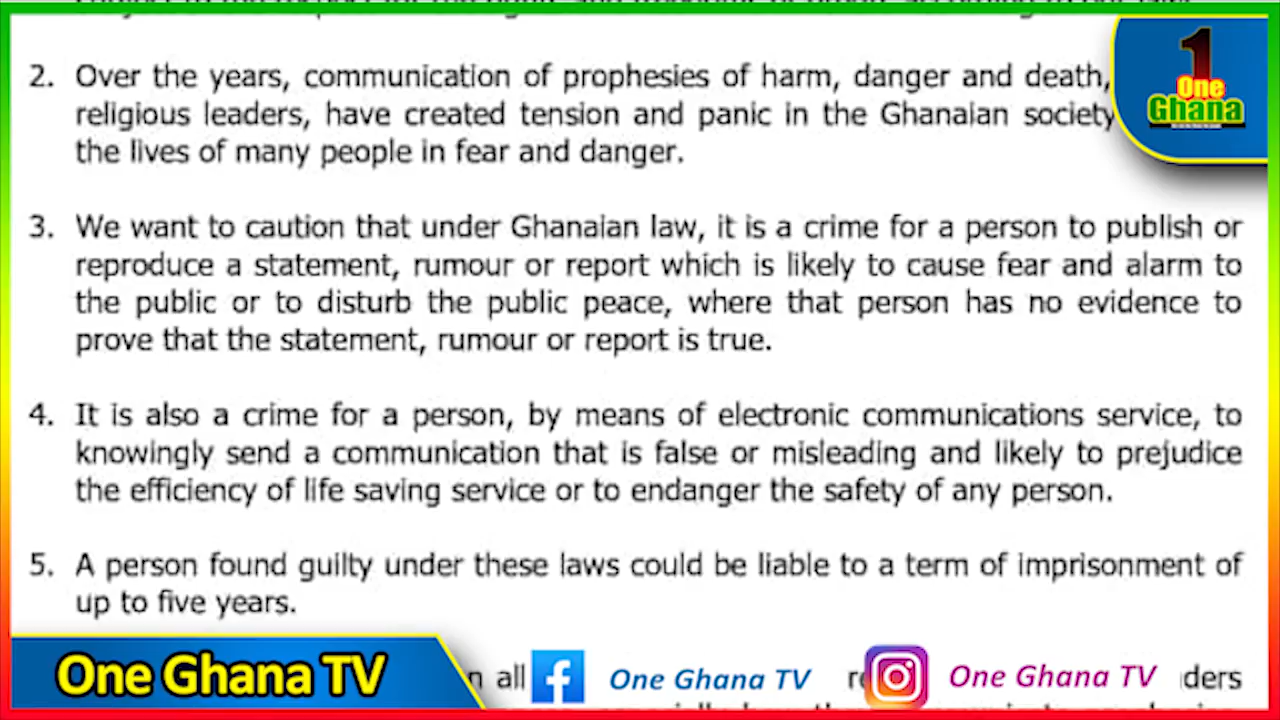 2. Over the years, communication of prophesies of harm, danger and death,
religious leaders, have created tension and panic in the Ghanaian society
the lives of many people in fear and danger.
3. We want to caution that under Ghanaian law, it is a crime for a person to publish or
reproduce a statement, rumour or report which is likely to cause fear and alarm to
the public or to disturb the public peace, where that person has no evidence to
prove that the statement, rumour or report is true.
4. It is also a crime for a person, by means of electronic communications service, to
knowingly send a communication that is false or misleading and likely to prejudice
the efficiency of life saving service or to endanger the safety of any person.
5. A person found guilty under these laws could be liable to a term of imprisonment of
up to five years.
all
1
One
Ghana
One Ghana TV
One Ghana TV
One Ghana TV